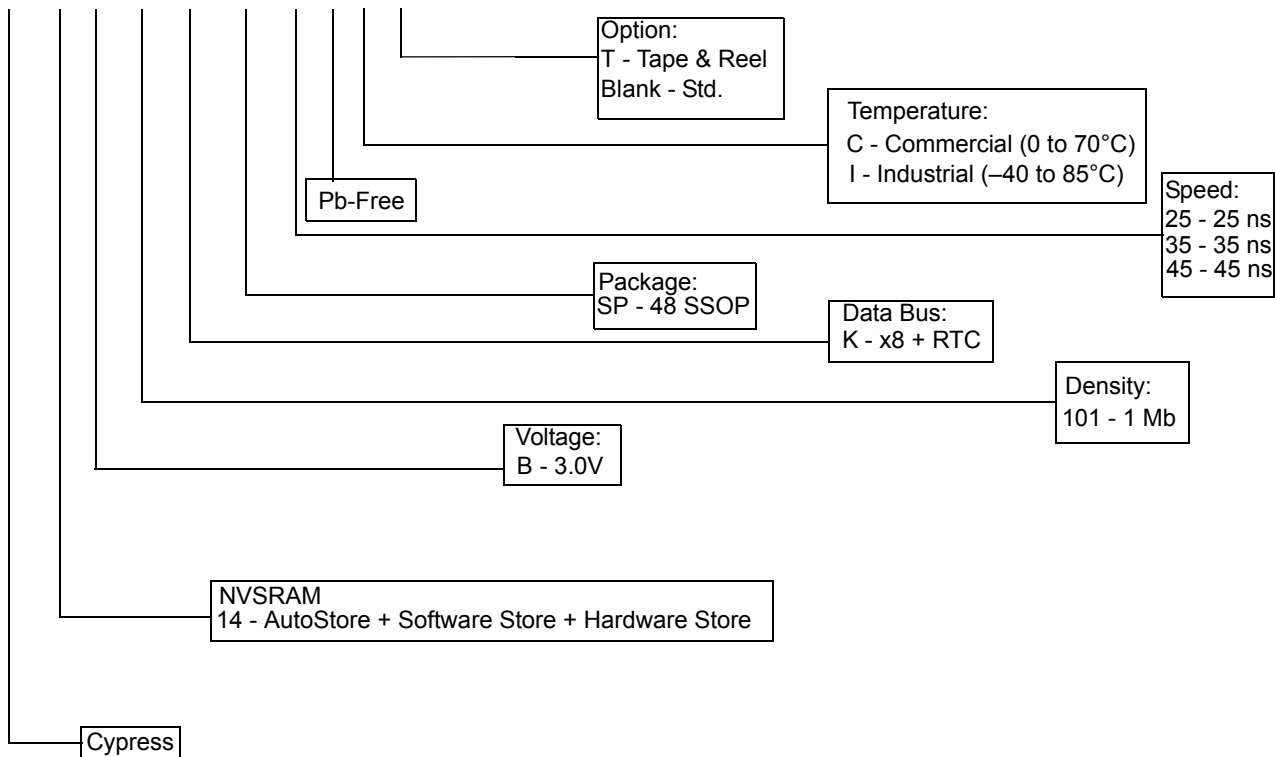 Option:
T - Tape & Reel
Blank - Std.
Temperature:
C - Commercial (0 to 70°C)
I - Industrial (–40 to 85°C)
Pb-Free
Speed:
25 - 25 ns
35 - 35 ns
45 - 45 ns
Package:
SP - 48 SSOP
Data Bus:
K - x8 + RTC
Density:
101 - 1 Mb
Voltage:
B - 3.0V
NVSRAM
14 - AutoStore + Software Store + Hardware Store
Cypress